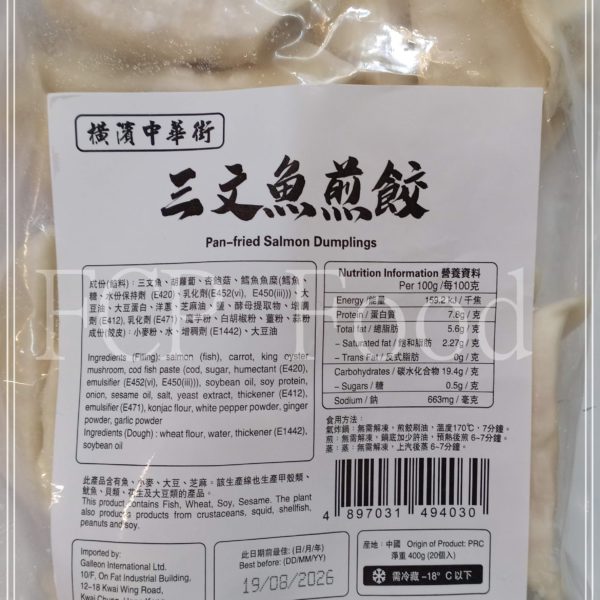 橫濱中華街
三文魚煎餃
Pan-fried Salmon Dumplings
成份(餡料)：三文魚、胡蘿蔔、杏鮑菇、鱈魚魚糜(鱈魚、
糖、水份保持劑 (E420)、乳化劑(E452(vi), E450(iii)))、大
豆油、大豆蛋白、洋蔥、芝麻油、鹽、酵母提取物、增稠
劑 (E412)、乳化劑 (E471)、魔芋粉、白胡椒粉、薑粉、蒜粉
成份(餃皮)：小麥粉、水、增稠劑 (E1442)、大豆油
Ingredients (Filling): salmon (fish), carrot, king oyster
mushroom, cod fish paste (cod, sugar, humectant (E420),
emulsifier (E452(vi), E450(iii))), soybean oil, soy protein,
onion, sesame oil, salt, yeast extract, thickener (E412),
emulsifier (E471), konjac flour, white pepper powder, ginger
powder, garlic powder
Ingredients (Dough) : wheat flour, water, thickener (E1442),
soybean oil
此產品含有魚、小麥、大豆、芝麻。該生產線也生產甲殼類、
魷魚、貝類、花生及大豆類的產品。
This product contains Fish, Wheat, Soy, Sesame. The plant
also products products from crustacease, squid, shellfish,
peanuts and soy.
Nutrition Information 營養資料
Per 100g /每100克
Energy /能量 159.2 kJ / 千焦
Protein / 蛋白質 7.8g / 克
Total fat / 總脂肪 5.6g / 克
- Saturated fat / 飽和脂肪 2.27g / 克
- Trans Fat / 反式脂肪 0g / 克
Carbohydrates / 碳水化合物 19.4g / 克
- Sugars / 糖 0.5g / 克
Sodium / 鈉 663mg / 毫克
食用方法：
氣炸鍋：無需解凍，煎餃刷油，溫度170℃，7分鐘。
煎：無需解凍，鍋底加少許油，預熱後煎 6-7分鐘。
蒸：無需解凍，上汽後蒸 6-7分鐘。
4 897031 494030
Imported by:
Galleon International Ltd.
10/F, On Fat Industrial Building,
12–18 Kwai Wing Road,
此日期前最佳: (日/月/年)
Best before: (DD/MM/YY)
19/08/2026
產地：中國 Origin of Product: PRC
淨重 400g (20個入)
需冷藏 -18° C 以下
FCP Food